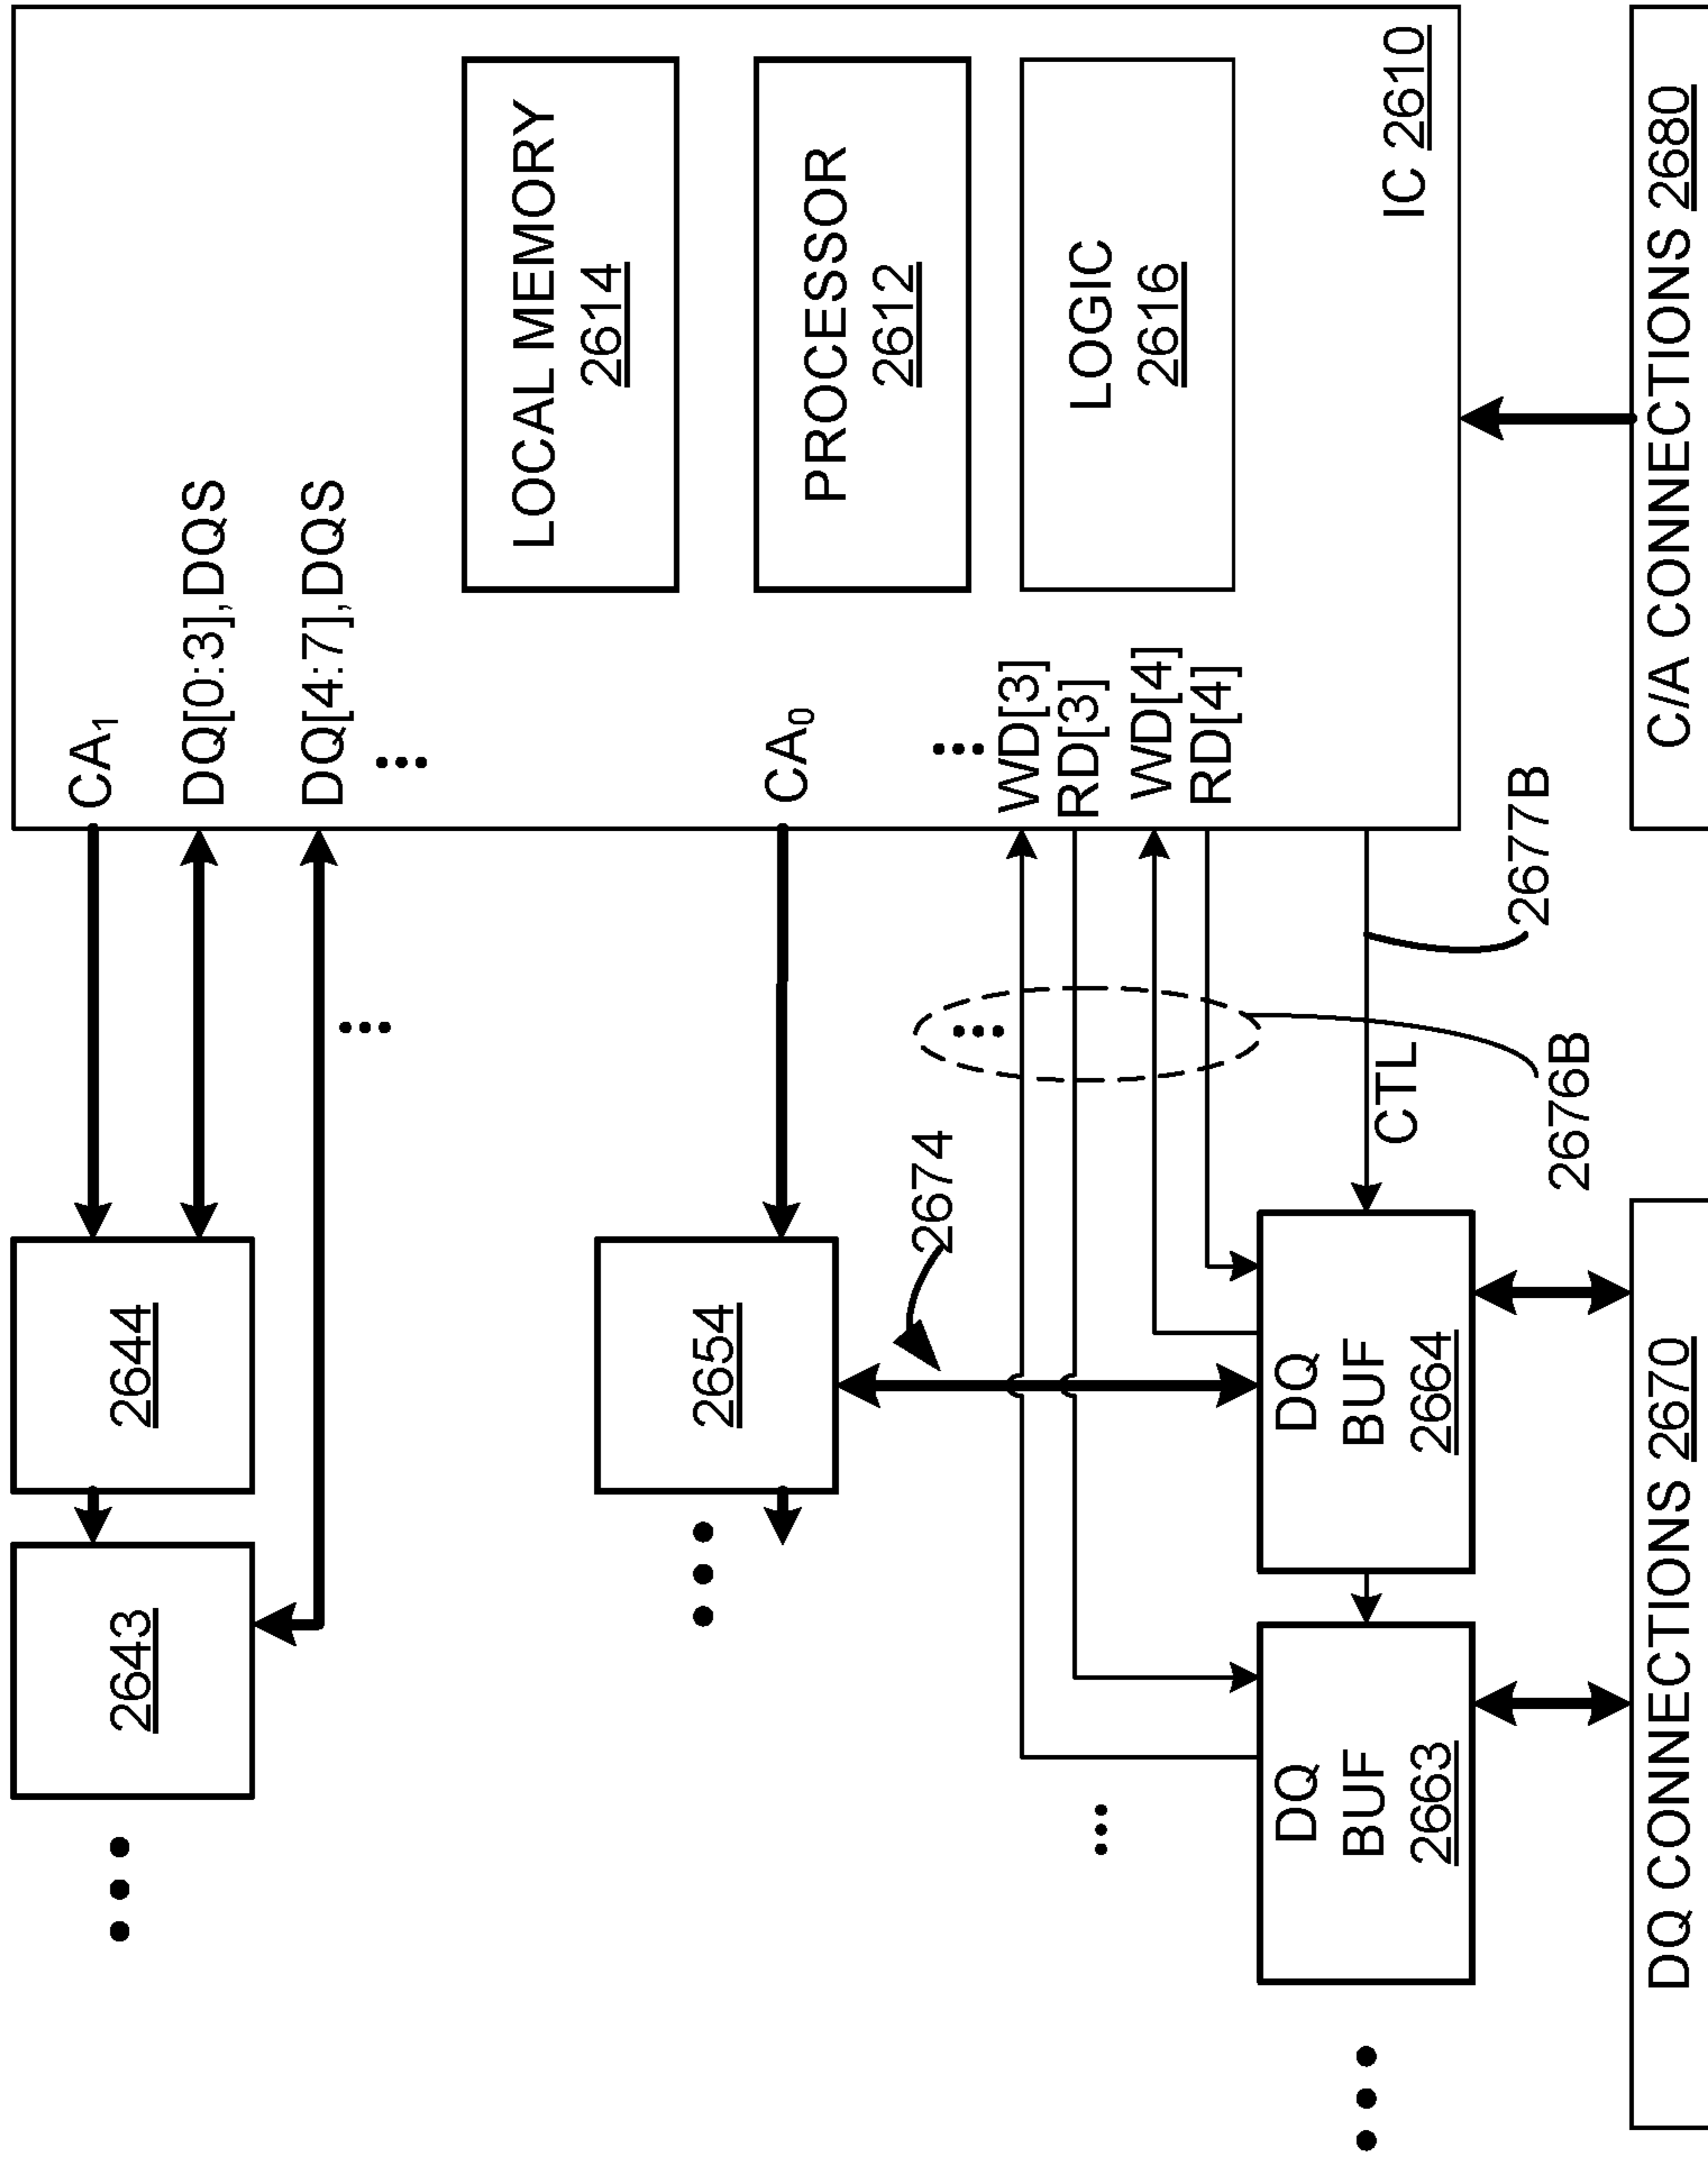 CA₁
DQ[0:3],DQS
DQ[4:7],DQS
LOCAL MEMORY
2614
PROCESSOR
2612
LOGIC
2616
IC 2610
CA₀
WD[3]
RD[3]
WD[4]
RD[4]
2644
2643
2654
2674
2677B
2676B
CTL
DQ
BUF
2664
DQ
BUF
2663
C/A CONNECTIONS 2680
DQ CONNECTIONS 2670